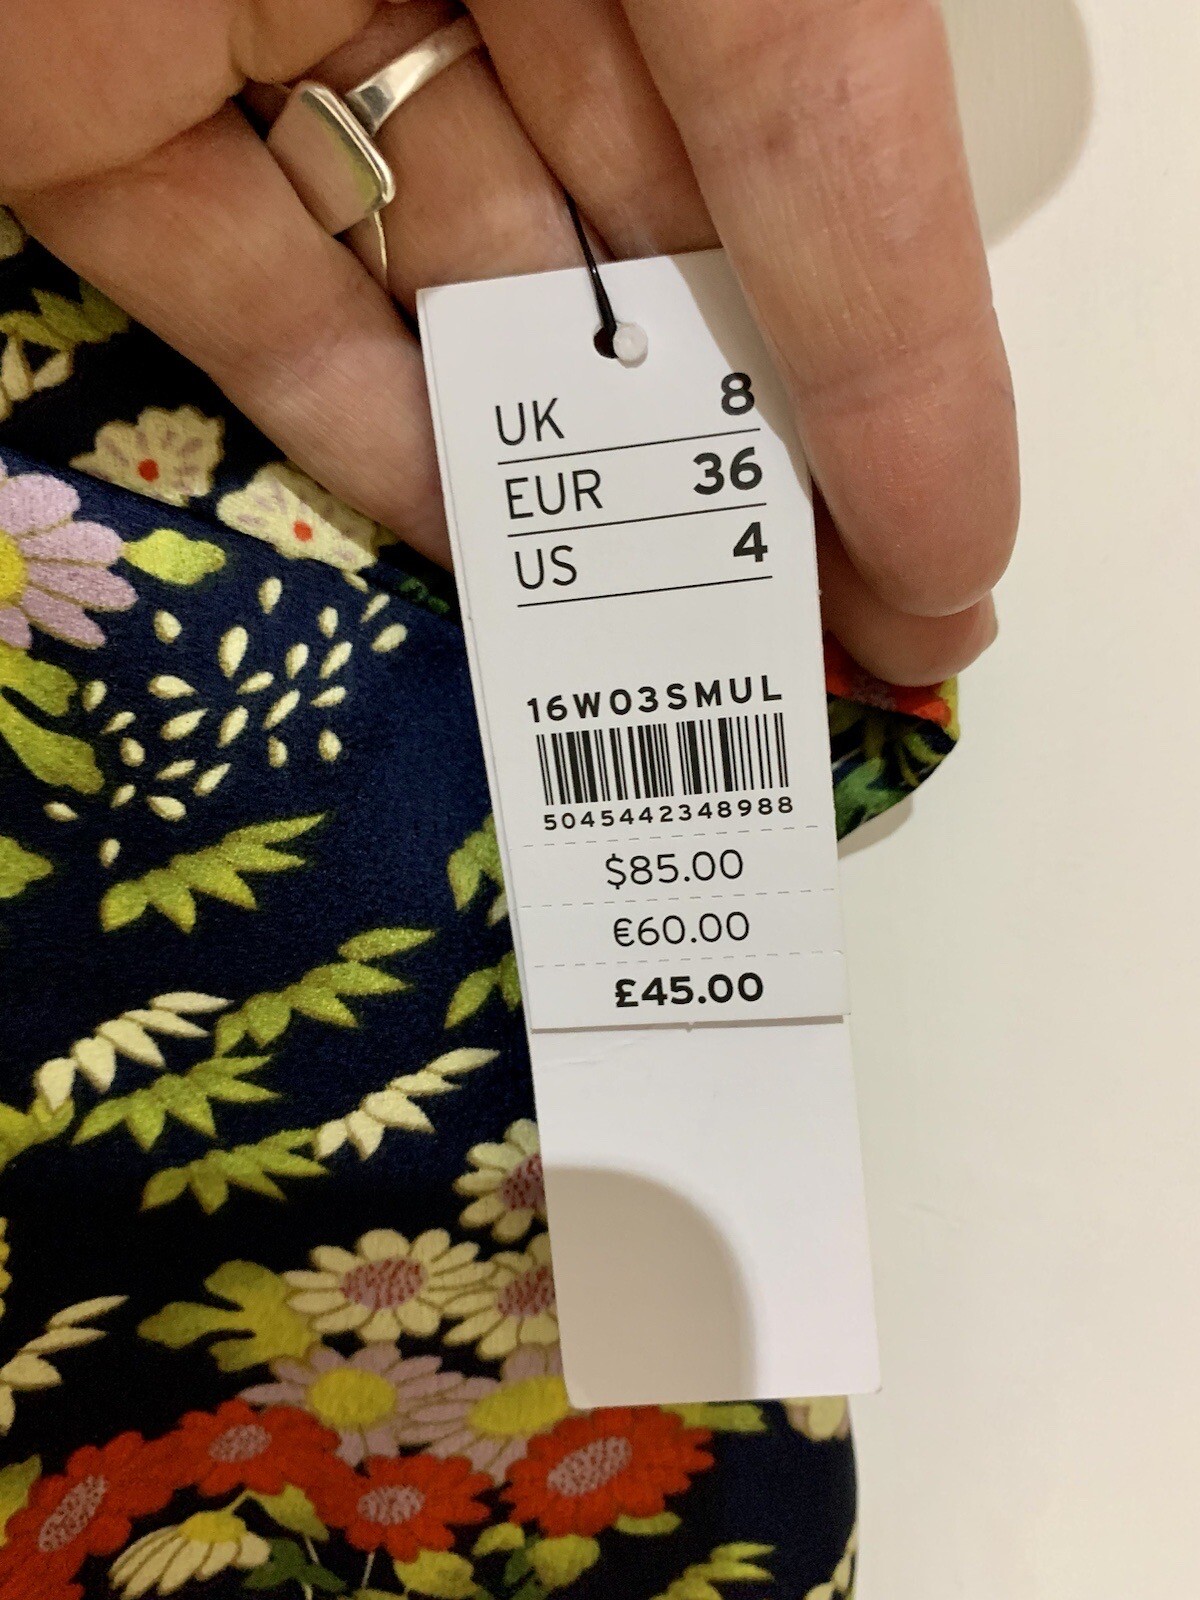 UK 8
EUR 36
US 4
16W03SMUL
5045442348988
$85.00
€60.00
£45.00